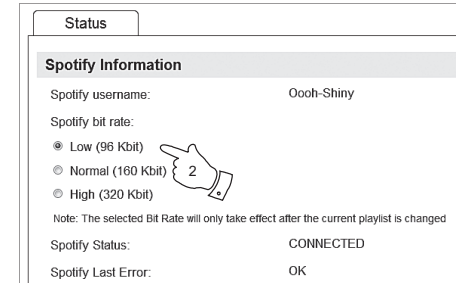 Status
Spotify Information
Spotify username: Oooh-Shiny
Spotify bit rate:
Low (96 Kbit)
Normal (160 Kbit) 2
High (320 Kbit)
Note: The selected Bit Rate will only take effect after the current playlist is changed
Spotify Status: CONNECTED
Spotify Last Error: OK